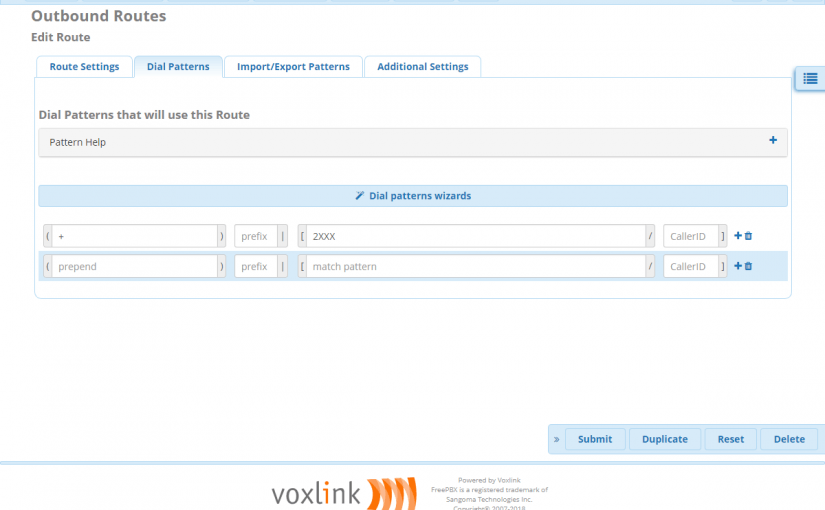 Outbound Routes
Edit Route
Route Settings Dial Patterns Import/Export Patterns Additional Settings
Dial Patterns that will use this Route
Pattern Help +
Dial patterns wizards
( + ) prefix | [ 2XXX / CallerID ] +
( prepend ) prefix | [ match pattern / CallerID ] +
» Submit Duplicate Reset Delete
voxlink
Powered by Voxlink
FreePBX is a registered trademark of
Sangoma Technologies Inc.
Copyright© 2007-2018